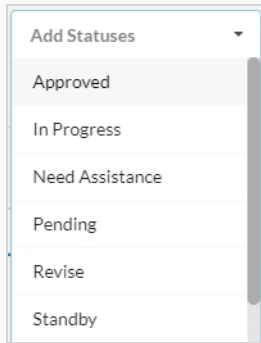 Add Statuses
Approved
In Progress
Need Assistance
Pending
Revise
Standby